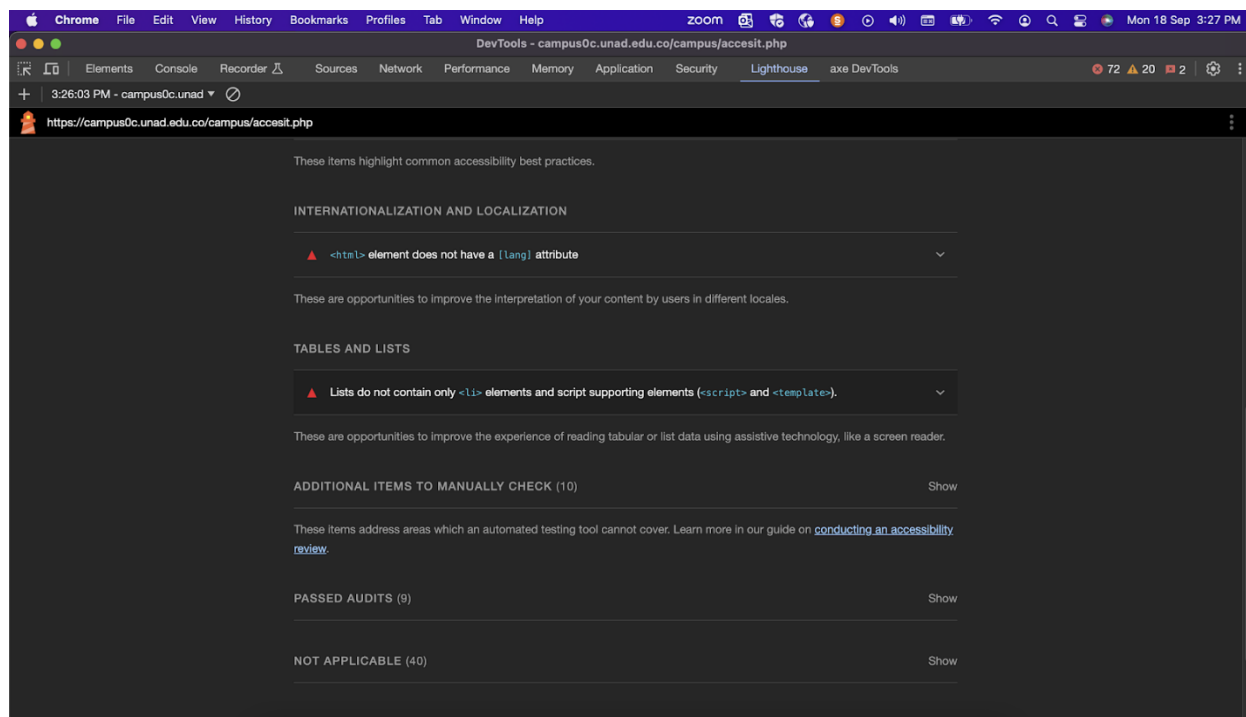 Chrome File Edit View History Bookmarks Profiles Tab Window Help zoom Mon 18 Sep 3:27 PM
DevTools - campus0c.unad.edu.co/campus/accesit.php
Elements Console Recorder Sources Network Performance Memory Application Security Lighthouse axe DevTools 72 20 2
3:26:03 PM - campus0c.unad
https://campus0c.unad.edu.co/campus/accesit.php
These items highlight common accessibility best practices.
INTERNATIONALIZATION AND LOCALIZATION
<html> element does not have a [lang] attribute
These are opportunities to improve the interpretation of your content by users in different locales.
TABLES AND LISTS
Lists do not contain only <li> elements and script supporting elements (<script> and <template>).
These are opportunities to improve the experience of reading tabular or list data using assistive technology, like a screen reader.
ADDITIONAL ITEMS TO MANUALLY CHECK (10) Show
These items address areas which an automated testing tool cannot cover. Learn more in our guide on conducting an accessibility
review.
PASSED AUDITS (9) Show
NOT APPLICABLE (40) Show